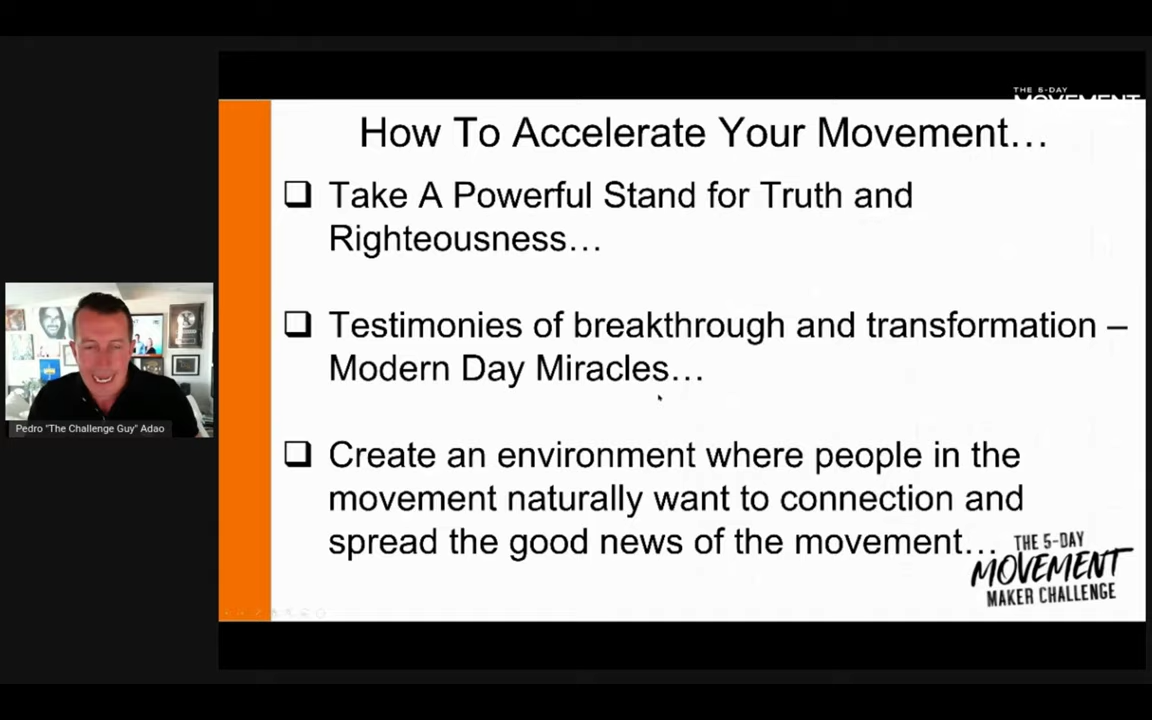 THE 5-DAY
MOVEMENT
How To Accelerate Your Movement…
❑ Take A Powerful Stand for Truth and
Righteousness…
❑ Testimonies of breakthrough and transformation –
Modern Day Miracles…
❑ Create an environment where people in the
movement naturally want to connection and
spread the good news of the movement…
THE 5-DAY
MOVEMENT
MAKER CHALLENGE
Pedro "The Challenge Guy" Adao